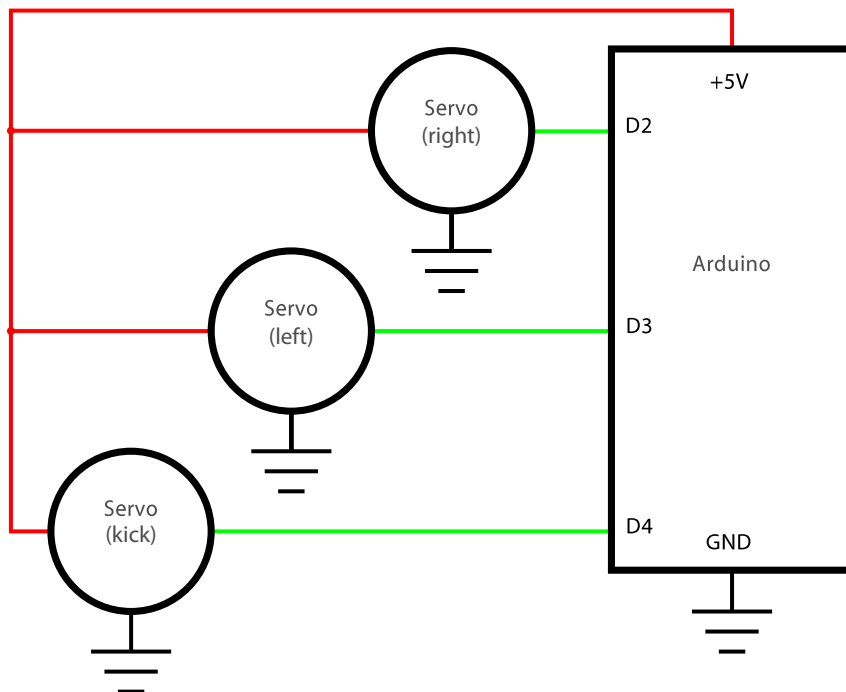 +5V
Servo
(right)
D2
Arduino
Servo
(left)
D3
Servo
(kick)
D4
GND